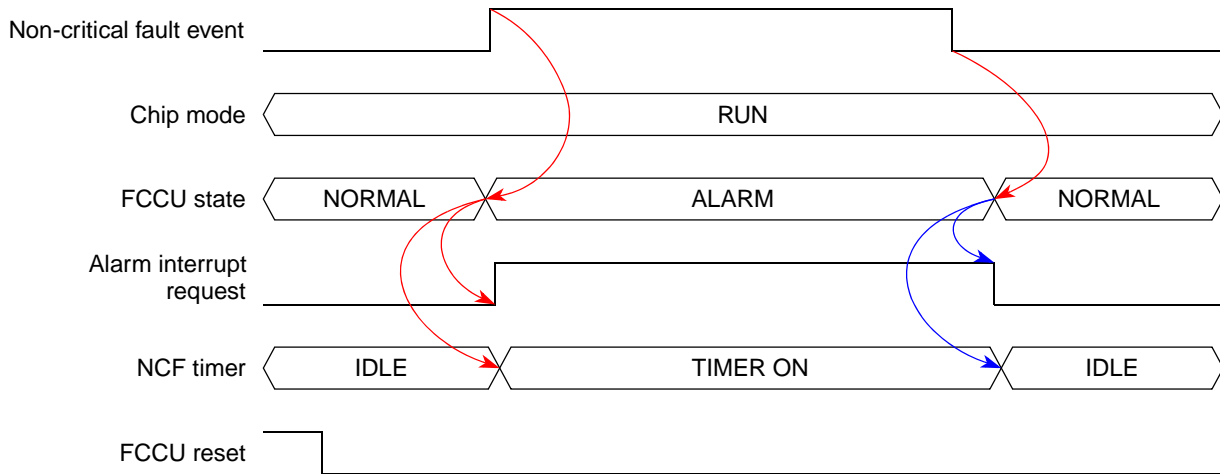 Non-critical fault event
Chip mode
RUN
FCCU state
NORMAL
ALARM
NORMAL
Alarm interrupt
request
NCF timer
IDLE
TIMER ON
IDLE
FCCU reset